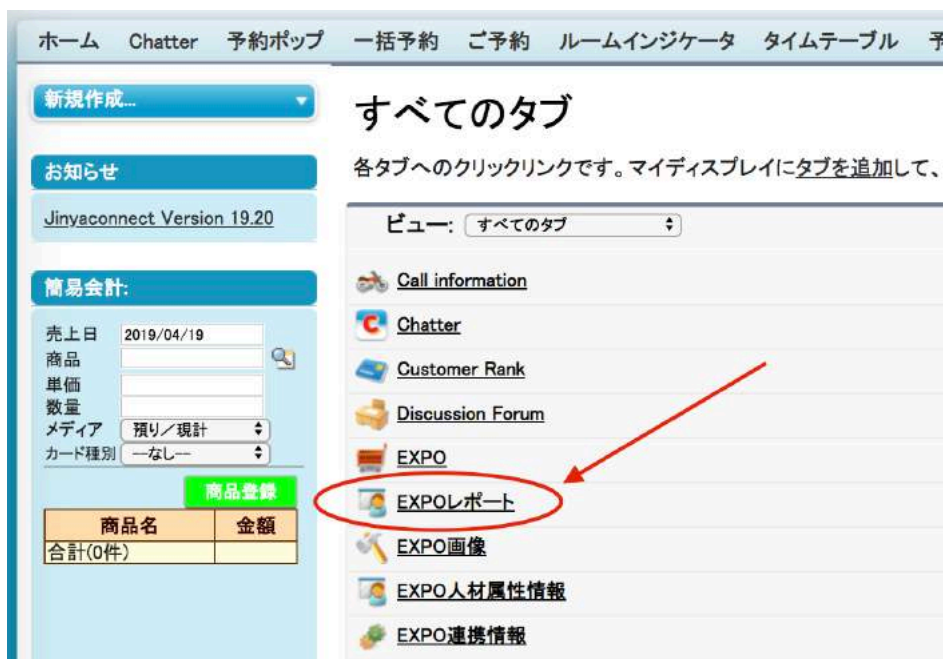 ホーム Chatter 予約ポップ 一括予約 ご予約 ルームインジケータ タイムテーブル
新規作成...
お知らせ
Jinyaconnect Version 19.20
簡易会計:
売上日 2019/04/19
商品
単価
数量
メディア 預り/現計
カード種別 --なし--
商品登録
商品名 金額
合計(0件)
すべてのタブ
各タブへのクリックリンクです。マイディスプレイにタブを追加して、
ビュー: すべてのタブ
Call information
Chatter
Customer Rank
Discussion Forum
EXPO
EXPOレポート
EXPO画像
EXPO人材属性情報
EXPO連携情報